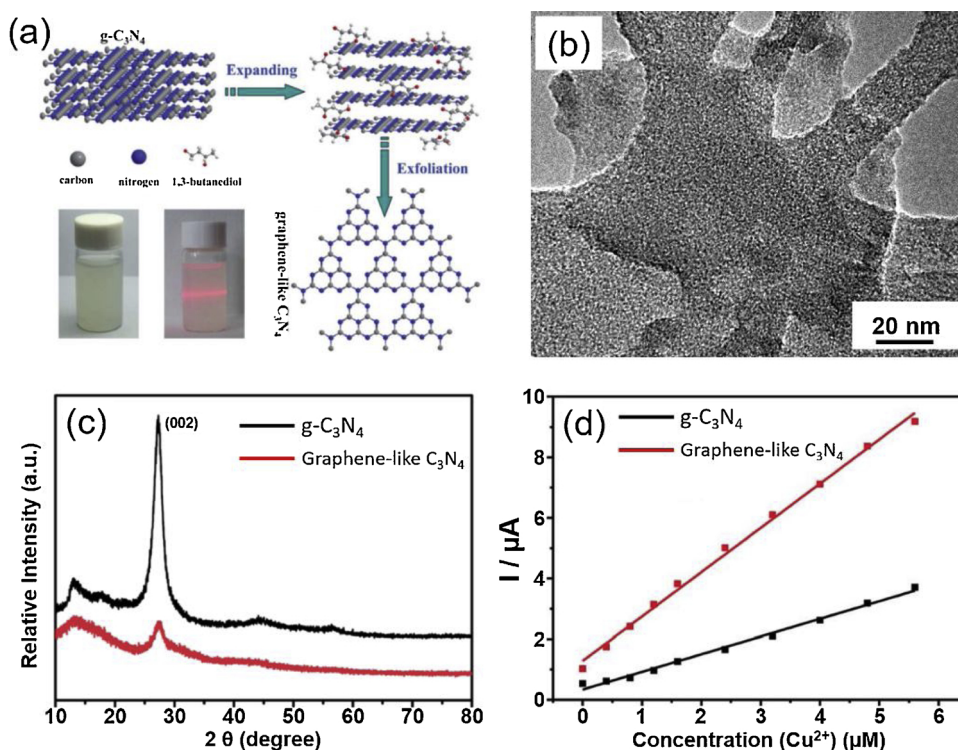 (a)
g-C₃N₄
Expanding
carbon
nitrogen
1,3-butanediol
Exfoliation
graphene-like C₃N₄
(b)
20 nm
(c)
(002)
g-C₃N₄
Graphene-like C₃N₄
Relative Intensity (a.u.)
10 20 30 40 50 60 70 80
2 θ (degree)
(d)
g-C₃N₄
Graphene-like C₃N₄
I / μA
10
8
6
4
2
0
0 1 2 3 4 5 6
Concentration (Cu²⁺) (μM)